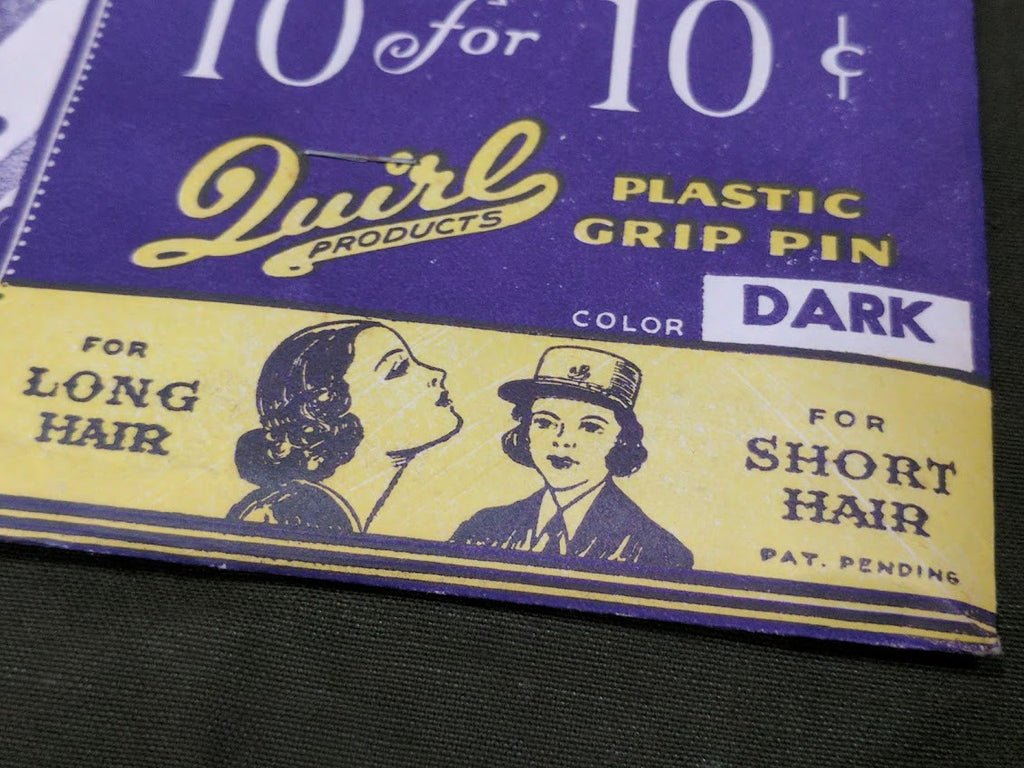 10 for 10¢
Quirl
PRODUCTS
PLASTIC
GRIP PIN
COLOR DARK
FOR
LONG
HAIR
FOR
SHORT
HAIR
PAT. PENDING